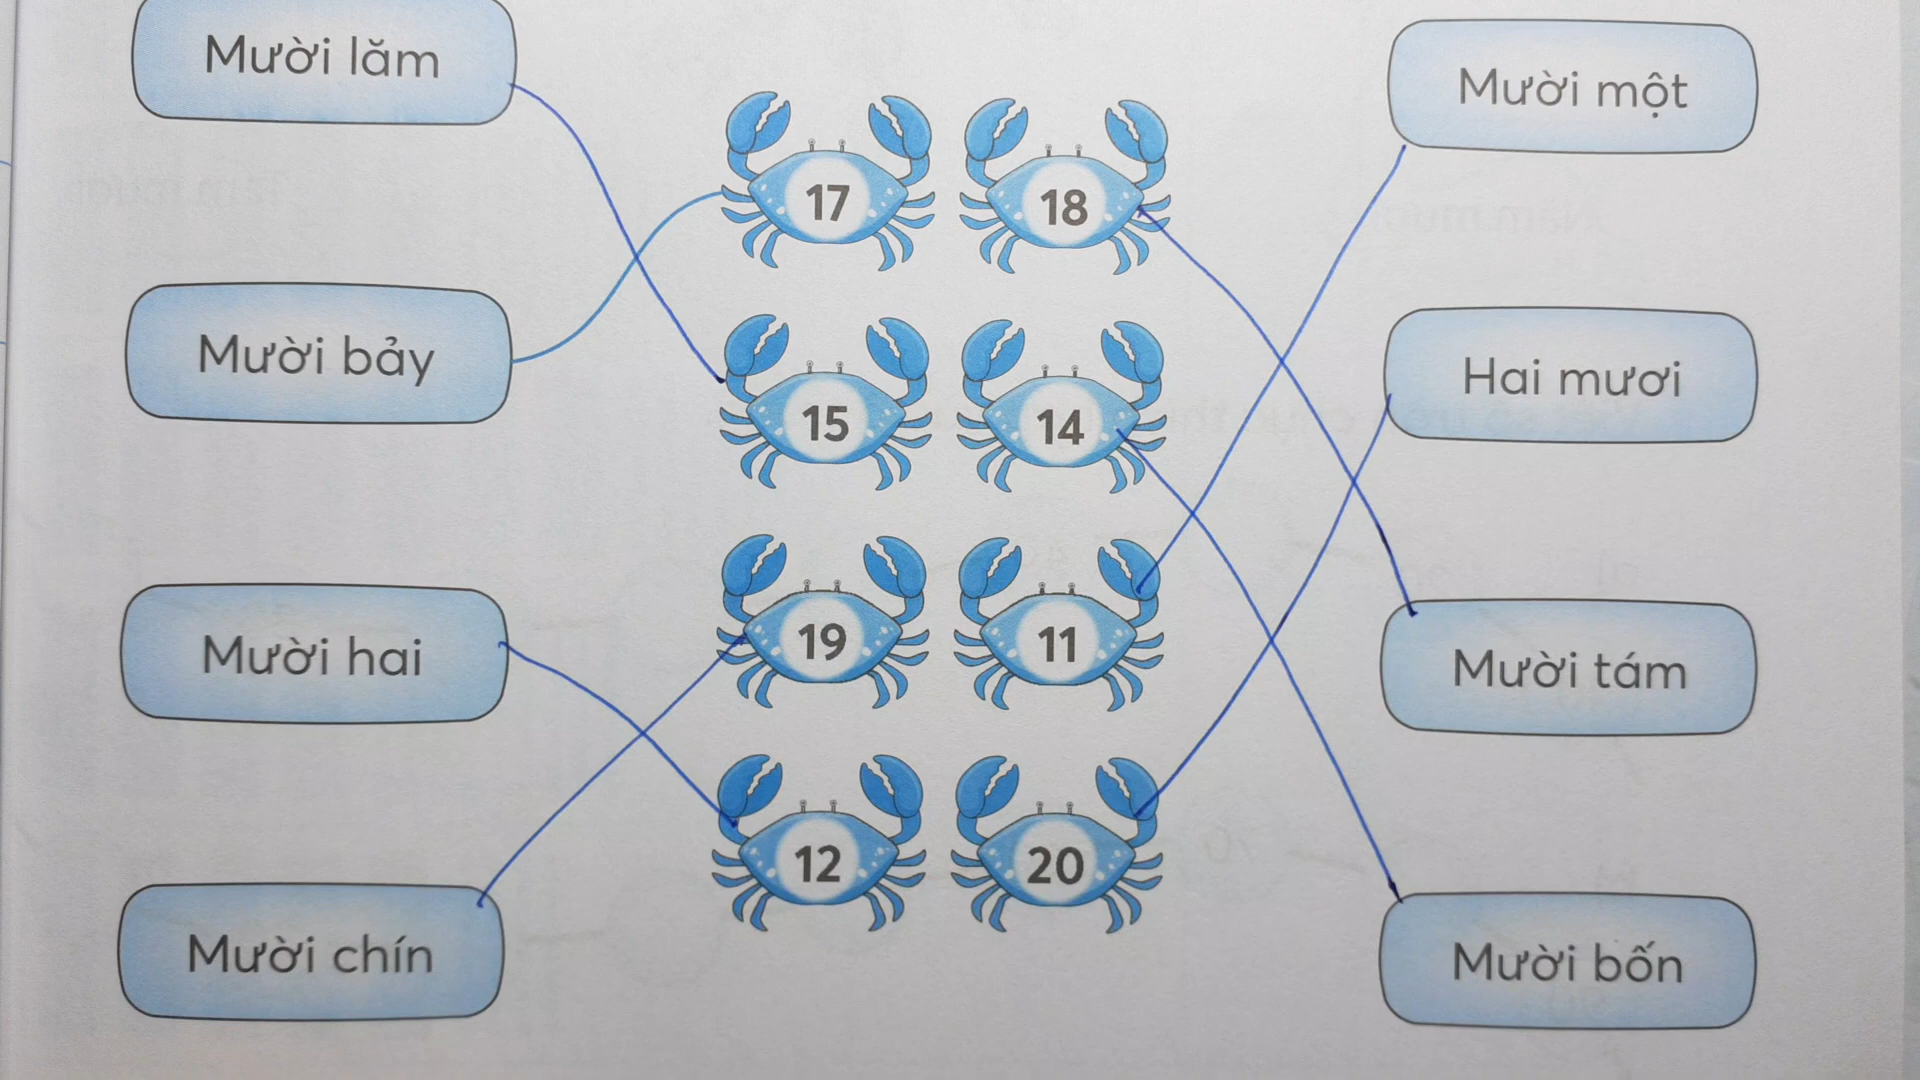 Mười lăm
Mười một
17
18
Mười bảy
Hai mươi
15
14
Mười hai
Mười tám
19
11
12
20
Mười chín
Mười bốn